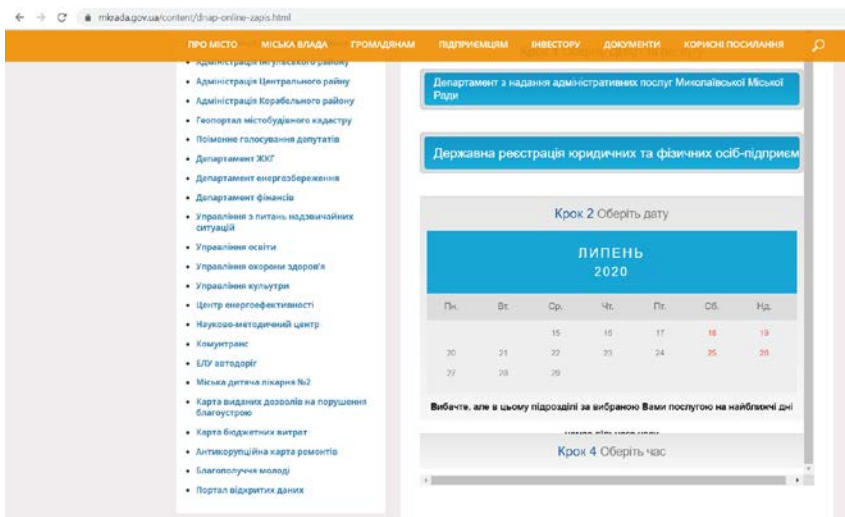 mkrada.gov.ua/content/dnap-online-zapis.html
ПРО МІСТО МІСЬКА ВЛАДА ГРОМАДЯНАМ ПІДПРИЄМЦЯМ ІНВЕСТОРУ ДОКУМЕНТИ КОРИСНІ ПОСИЛАННЯ
Адміністрація Інгульського району
Адміністрація Центрального райну
Адміністрація Корабельного району
Геопортал містобудівного кадастру
Поіменне голосування депутатів
Департамент ЖКГ
Департамент енергозбереження
Департамент фінансів
Управління з питань надзвичайних
ситуацій
Управління освіти
Управління охорони здоров'я
Управління культури
Центр енергоефективності
Науково-методичний центр
Комунтранс
ЕЛУ автодоріг
Міська дитяча лікарня №2
Карта виданих дозволів на порушення
благоустрою
Карта бюджетних витрат
Антикорупційна карта ремонтів
Благополуччя молоді
Портал відкритих даних
Департамент з надання адміністративних послуг Миколаївської Міської
Ради
Державна реєстрація юридичних та фізичних осіб-підприєм
Крок 2 Оберіть дату
ЛИПЕНЬ
2020
Пн. Вт. Ср. Чт. Пт. Сб. Нд.
15 16 17 18 19
20 21 22 23 24 25 26
27 28 29
Вибачте, але в цьому підрозділі за вибраною Вами послугою на найближчі дні
Крок 4 Оберіть час